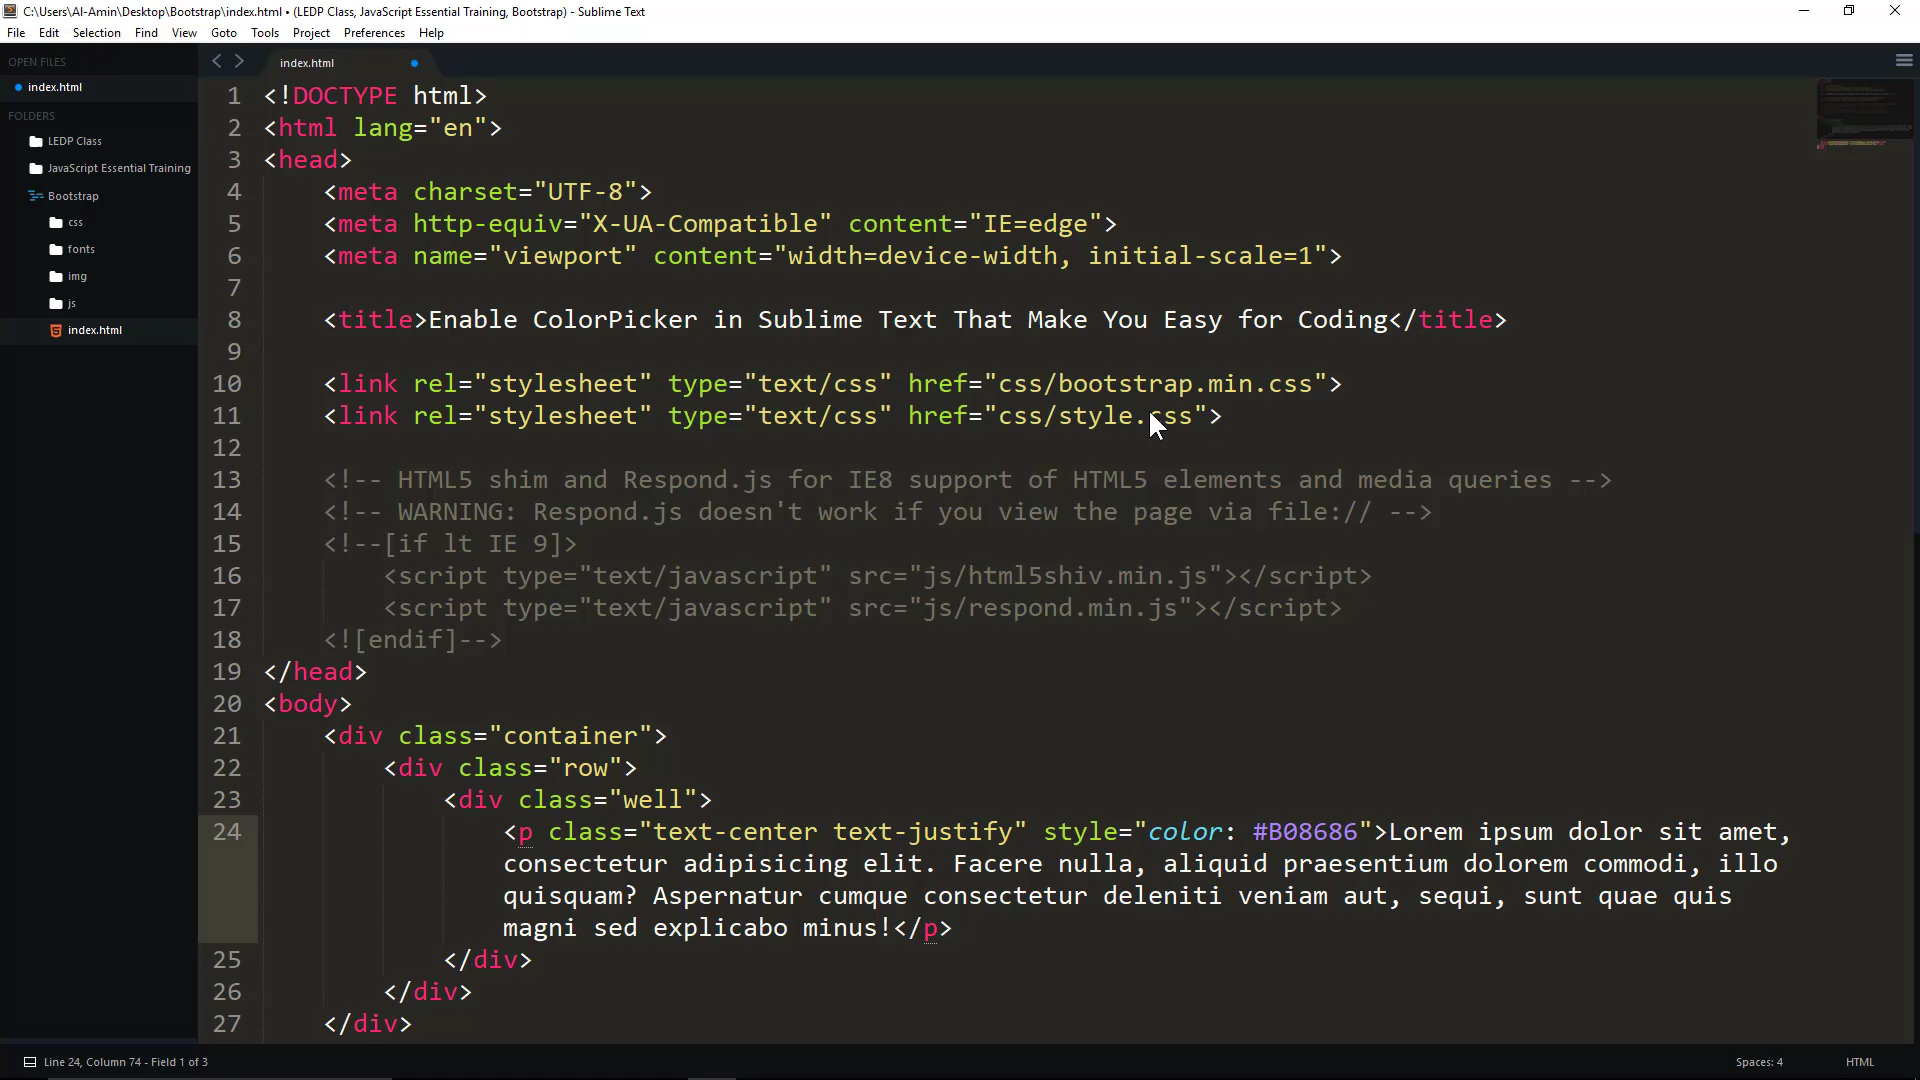 C:\Users\Al-Amin\Desktop\Bootstrap\index.html • (LEDP Class, JavaScript Essential Training, Bootstrap) - Sublime Text
File Edit Selection Find View Goto Tools Project Preferences Help
OPEN FILES
index.html
FOLDERS
LEDP Class
JavaScript Essential Training
Bootstrap
css
fonts
img
js
index.html
index.html
1 <!DOCTYPE html>
2 <html lang="en">
3 <head>
4 <meta charset="UTF-8">
5 <meta http-equiv="X-UA-Compatible" content="IE=edge">
6 <meta name="viewport" content="width=device-width, initial-scale=1">
7
8 <title>Enable ColorPicker in Sublime Text That Make You Easy for Coding</title>
9
10 <link rel="stylesheet" type="text/css" href="css/bootstrap.min.css">
11 <link rel="stylesheet" type="text/css" href="css/style.css">
12
13 <!-- HTML5 shim and Respond.js for IE8 support of HTML5 elements and media queries -->
14 <!-- WARNING: Respond.js doesn't work if you view the page via file:// -->
15 <!--[if lt IE 9]>
16 <script type="text/javascript" src="js/html5shiv.min.js"></script>
17 <script type="text/javascript" src="js/respond.min.js"></script>
18 <![endif]-->
19 </head>
20 <body>
21 <div class="container">
22 <div class="row">
23 <div class="well">
24 <p class="text-center text-justify" style="color: #B08686">Lorem ipsum dolor sit amet,
consectetur adipisicing elit. Facere nulla, aliquid praesentium dolorem commodi, illo
quisquam? Aspernatur cumque consectetur deleniti veniam aut, sequi, sunt quae quis
magni sed explicabo minus!</p>
25 </div>
26 </div>
27 </div>
Line 24, Column 74 - Field 1 of 3
Spaces: 4
HTML